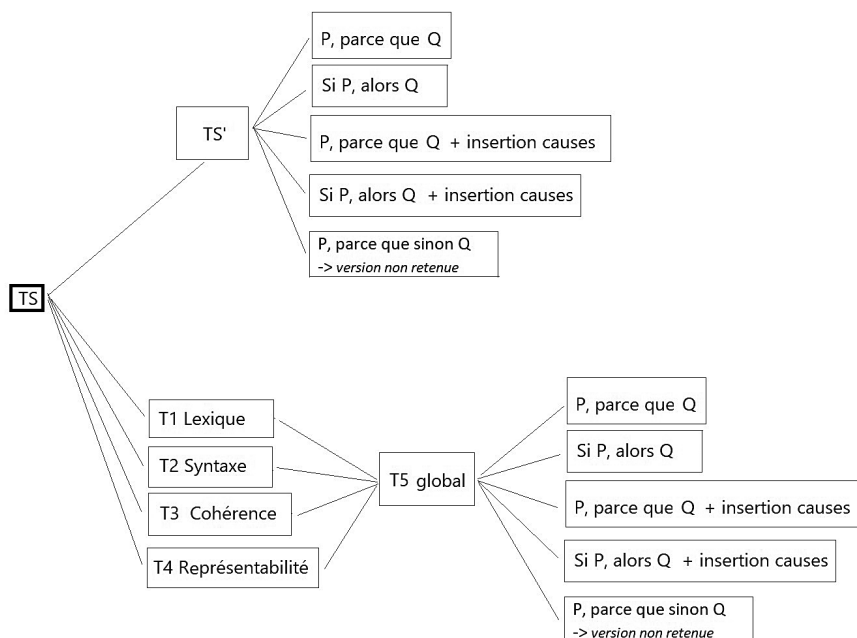 P, parce que Q
Si P, alors Q
TS'
P, parce que Q + insertion causes
Si P, alors Q + insertion causes
P, parce que sinon Q
-> version non retenue
TS
T1 Lexique
T2 Syntaxe
T3 Cohérence
T4 Représentabilité
T5 global
P, parce que Q
Si P, alors Q
P, parce que Q + insertion causes
Si P, alors Q + insertion causes
P, parce que sinon Q
-> version non retenue